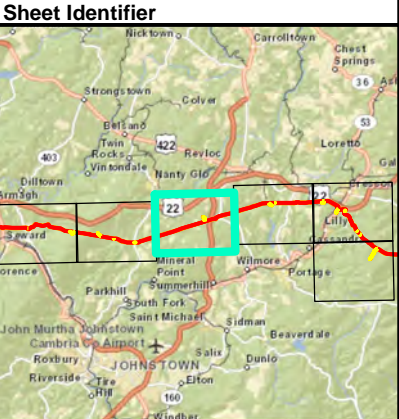 Sheet Identifier
Nicktown
Carrolltown
Chest
Springs
36
Strongstown
Colver
Belsano
53
Twin
Rocks
422
Revloc
Loretto
403
Vintondale
Nanty Glo
Dilltown
Armagh
22
22
Cresson
Lilly
Seward
Cassandra
Mineral
Point
Wilmore
Portage
Summerhill
Parkhill
South Fork
Saint Michael
John Murtha Johnstown
Cambria Co Airport
Sidman
Beaverdale
Roxbury
Salix
JOHNSTOWN
Dunlo
Riverside
Tire
Hill
Elton
160
Windber